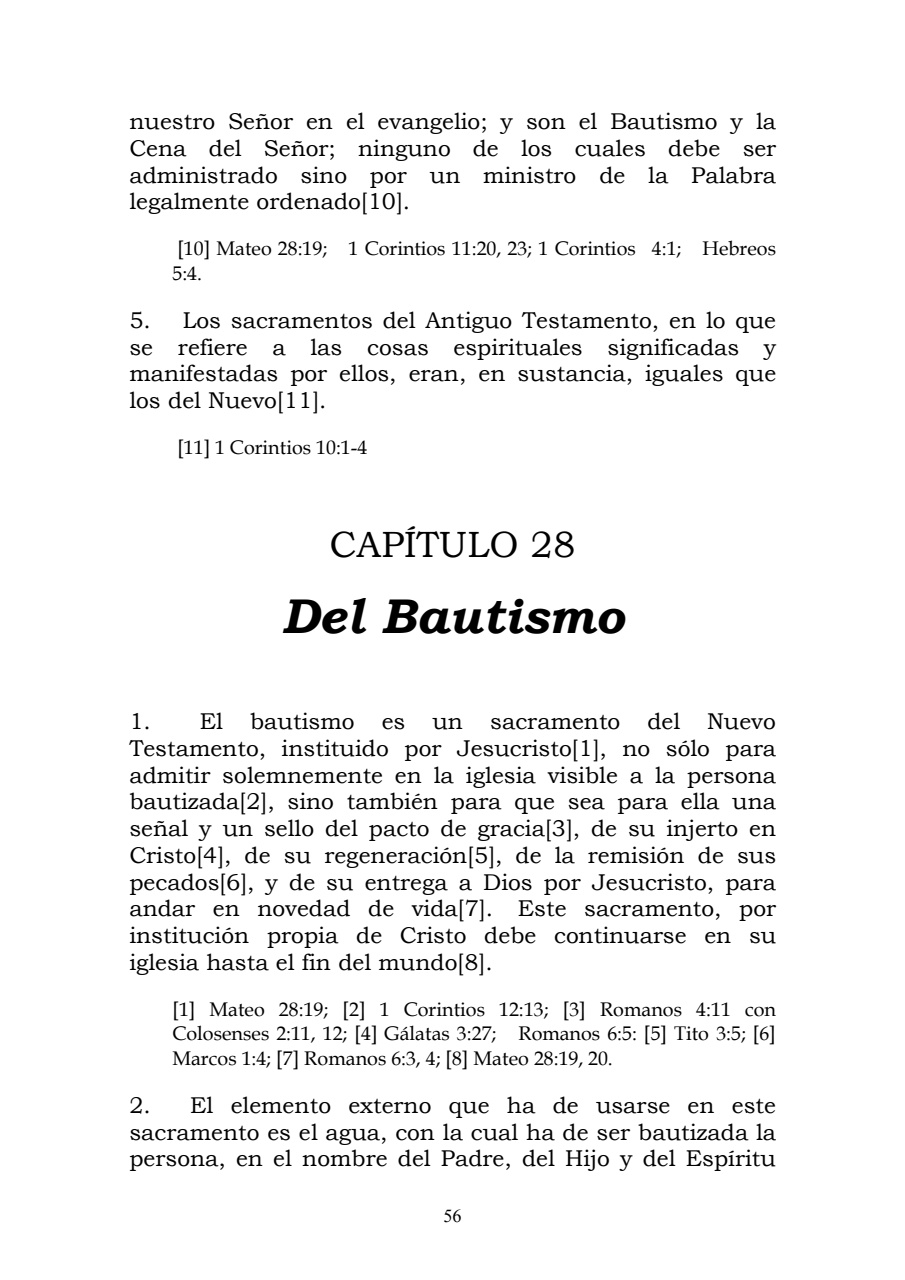 nuestro Señor en el evangelio; y son el Bautismo y la
Cena del Señor; ninguno de los cuales debe ser
administrado sino por un ministro de la Palabra
legalmente ordenado[10].
[10] Mateo 28:19; 1 Corintios 11:20, 23; 1 Corintios 4:1; Hebreos
5:4.
5. Los sacramentos del Antiguo Testamento, en lo que
se refiere a las cosas espirituales significadas y
manifestadas por ellos, eran, en sustancia, iguales que
los del Nuevo[11].
[11] 1 Corintios 10:1-4
CAPÍTULO 28
Del Bautismo
1. El bautismo es un sacramento del Nuevo
Testamento, instituido por Jesucristo[1], no sólo para
admitir solemnemente en la iglesia visible a la persona
bautizada[2], sino también para que sea para ella una
señal y un sello del pacto de gracia[3], de su injerto en
Cristo[4], de su regeneración[5], de la remisión de sus
pecados[6], y de su entrega a Dios por Jesucristo, para
andar en novedad de vida[7]. Este sacramento, por
institución propia de Cristo debe continuarse en su
iglesia hasta el fin del mundo[8].
[1] Mateo 28:19; [2] 1 Corintios 12:13; [3] Romanos 4:11 con
Colosenses 2:11, 12; [4] Gálatas 3:27; Romanos 6:5: [5] Tito 3:5; [6]
Marcos 1:4; [7] Romanos 6:3, 4; [8] Mateo 28:19, 20.
2. El elemento externo que ha de usarse en este
sacramento es el agua, con la cual ha de ser bautizada la
persona, en el nombre del Padre, del Hijo y del Espíritu
56